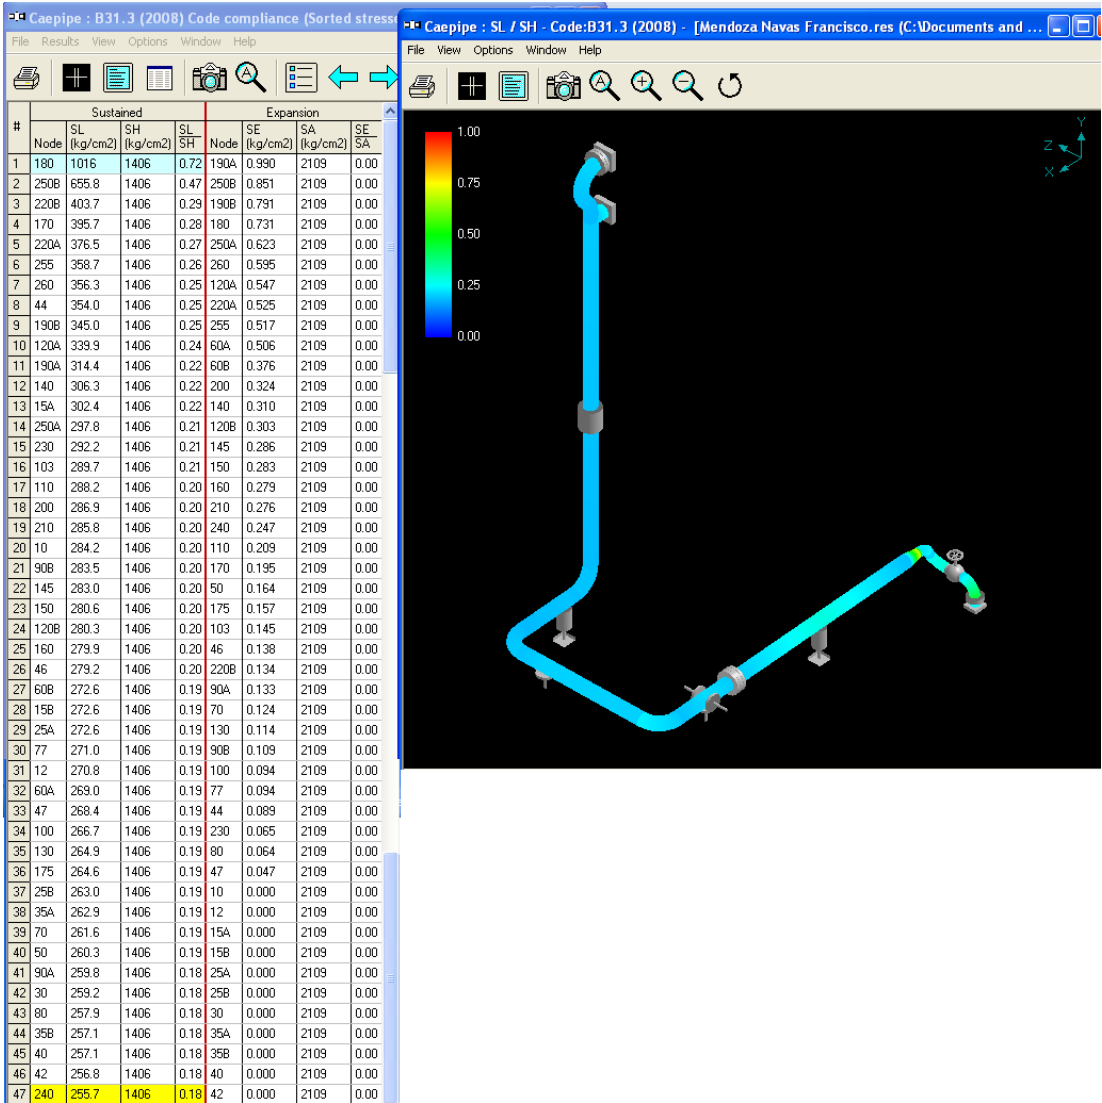 Caepipe : B31.3 (2008) Code compliance (Sorted stresse
File Results View Options Window Help
# Sustained Expansion
Node SL (kg/cm2) SH (kg/cm2) SL/SH Node SE (kg/cm2) SA (kg/cm2) SE/SA
1 180 1016 1406 0.72 190A 0.990 2109 0.00
2 250B 655.8 1406 0.47 250B 0.851 2109 0.00
3 220B 403.7 1406 0.29 190B 0.791 2109 0.00
4 170 395.7 1406 0.28 180 0.731 2109 0.00
5 220A 376.5 1406 0.27 250A 0.623 2109 0.00
6 255 358.7 1406 0.26 260 0.595 2109 0.00
7 260 356.3 1406 0.25 120A 0.547 2109 0.00
8 44 354.0 1406 0.25 220A 0.525 2109 0.00
9 190B 345.0 1406 0.25 255 0.517 2109 0.00
10 120A 339.9 1406 0.24 60A 0.506 2109 0.00
11 190A 314.4 1406 0.22 60B 0.376 2109 0.00
12 140 306.3 1406 0.22 200 0.324 2109 0.00
13 15A 302.4 1406 0.22 140 0.310 2109 0.00
14 250A 297.8 1406 0.21 120B 0.303 2109 0.00
15 230 292.2 1406 0.21 145 0.286 2109 0.00
16 103 289.7 1406 0.21 150 0.283 2109 0.00
17 110 288.2 1406 0.20 160 0.279 2109 0.00
18 200 286.9 1406 0.20 210 0.276 2109 0.00
19 210 285.8 1406 0.20 240 0.247 2109 0.00
20 10 284.2 1406 0.20 110 0.209 2109 0.00
21 90B 283.5 1406 0.20 170 0.195 2109 0.00
22 145 283.0 1406 0.20 50 0.164 2109 0.00
23 150 280.6 1406 0.20 175 0.157 2109 0.00
24 120B 280.3 1406 0.20 103 0.145 2109 0.00
25 160 279.9 1406 0.20 46 0.138 2109 0.00
26 46 279.2 1406 0.20 220B 0.134 2109 0.00
27 60B 272.6 1406 0.19 90A 0.133 2109 0.00
28 15B 272.6 1406 0.19 70 0.124 2109 0.00
29 25A 272.6 1406 0.19 130 0.114 2109 0.00
30 77 271.0 1406 0.19 90B 0.109 2109 0.00
31 12 270.8 1406 0.19 100 0.094 2109 0.00
32 60A 269.0 1406 0.19 77 0.094 2109 0.00
33 47 268.4 1406 0.19 44 0.089 2109 0.00
34 100 266.7 1406 0.19 230 0.065 2109 0.00
35 130 264.9 1406 0.19 80 0.064 2109 0.00
36 175 264.6 1406 0.19 47 0.047 2109 0.00
37 25B 263.0 1406 0.19 10 0.000 2109 0.00
38 35A 262.9 1406 0.19 12 0.000 2109 0.00
39 70 261.6 1406 0.19 15A 0.000 2109 0.00
40 50 260.3 1406 0.19 15B 0.000 2109 0.00
41 90A 259.8 1406 0.18 25A 0.000 2109 0.00
42 30 259.2 1406 0.18 25B 0.000 2109 0.00
43 80 257.9 1406 0.18 30 0.000 2109 0.00
44 35B 257.1 1406 0.18 35A 0.000 2109 0.00
45 40 257.1 1406 0.18 35B 0.000 2109 0.00
46 42 256.8 1406 0.18 40 0.000 2109 0.00
47 240 255.7 1406 0.18 42 0.000 2109 0.00
Caepipe : SL / SH - Code:B31.3 (2008) - [Mendoza Navas Francisco.res (C:\Documents and ...
File View Options Window Help
1.00
0.75
0.50
0.25
0.00
Y
Z
X